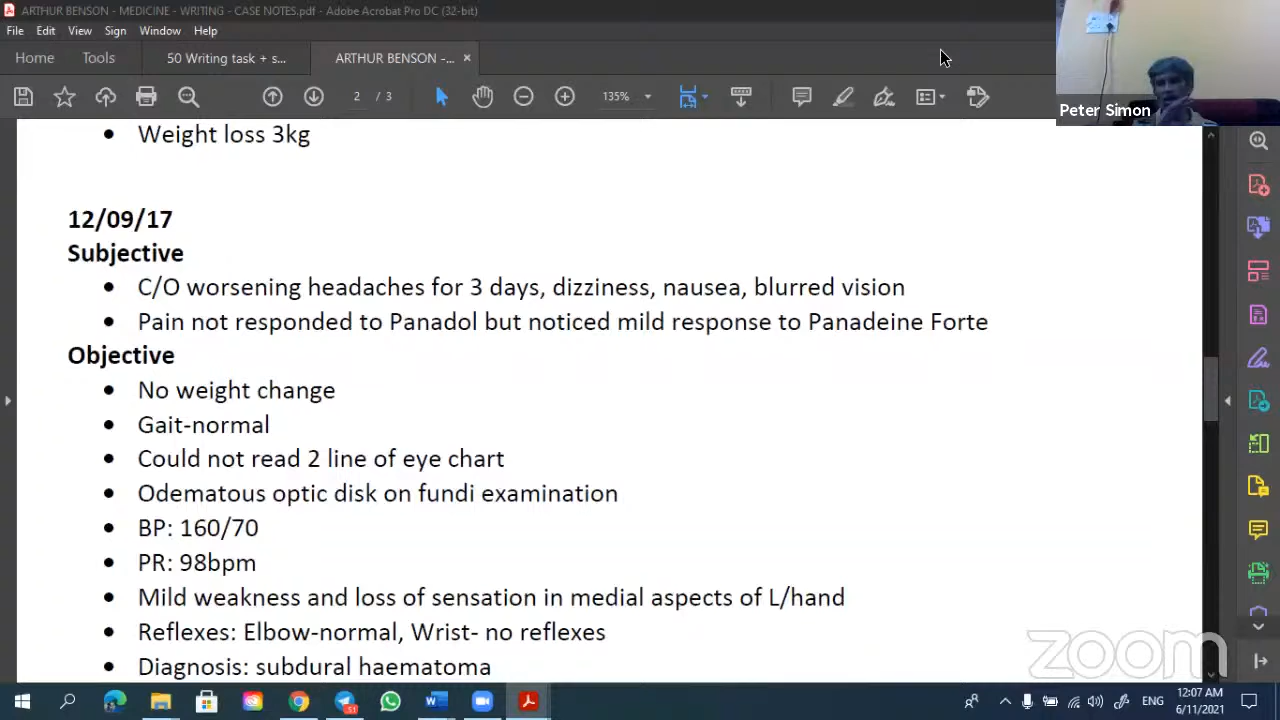 ARTHUR BENSON - MEDICINE - WRITING - CASE NOTES.pdf - Adobe Acrobat Pro DC (32-bit)
File Edit View Sign Window Help
Home Tools 50 Writing task + s... ARTHUR BENSON -... ×
2 / 3 135%
Peter Simon
• Weight loss 3kg
12/09/17
Subjective
• C/O worsening headaches for 3 days, dizziness, nausea, blurred vision
• Pain not responded to Panadol but noticed mild response to Panadeine Forte
Objective
• No weight change
• Gait-normal
• Could not read 2 line of eye chart
• Odematous optic disk on fundi examination
• BP: 160/70
• PR: 98bpm
• Mild weakness and loss of sensation in medial aspects of L/hand
• Reflexes: Elbow-normal, Wrist- no reflexes
• Diagnosis: subdural haematoma
zoom
ENG
12:07 AM
6/11/2021